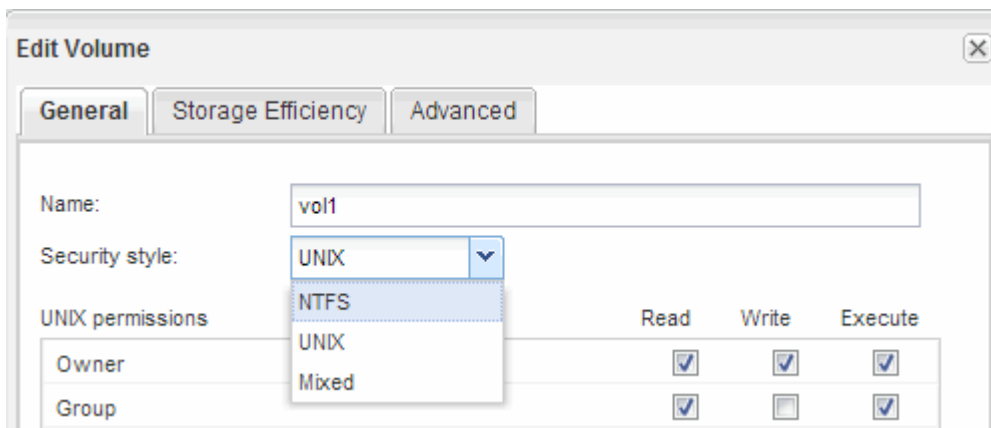 Edit Volume
General Storage Efficiency Advanced
Name: vol1
Security style: UNIX
NTFS
UNIX permissions Read Write Execute
UNIX
Owner
Mixed
Group